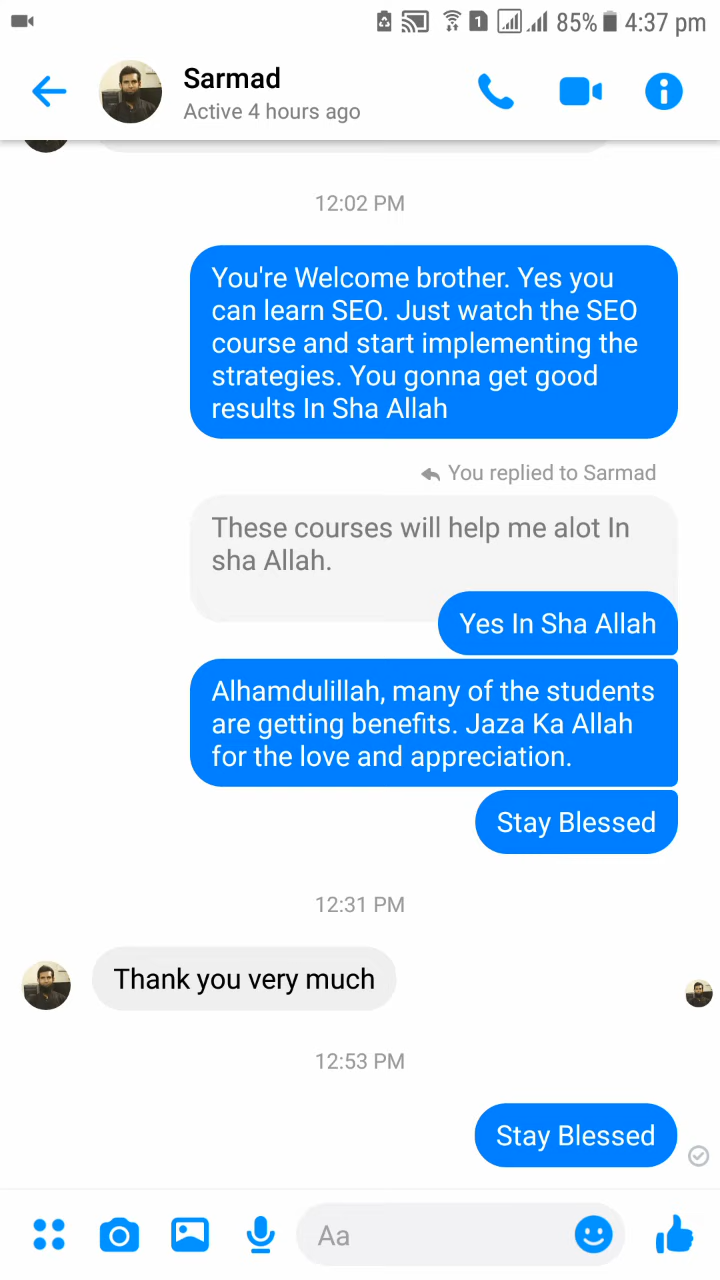 1 85% 4:37 pm
Sarmad
Active 4 hours ago
12:02 PM
You're Welcome brother. Yes you
can learn SEO. Just watch the SEO
course and start implementing the
strategies. You gonna get good
results In Sha Allah
You replied to Sarmad
These courses will help me alot In
sha Allah.
Yes In Sha Allah
Alhamdulillah, many of the students
are getting benefits. Jaza Ka Allah
for the love and appreciation.
Stay Blessed
12:31 PM
Thank you very much
12:53 PM
Stay Blessed
Aa